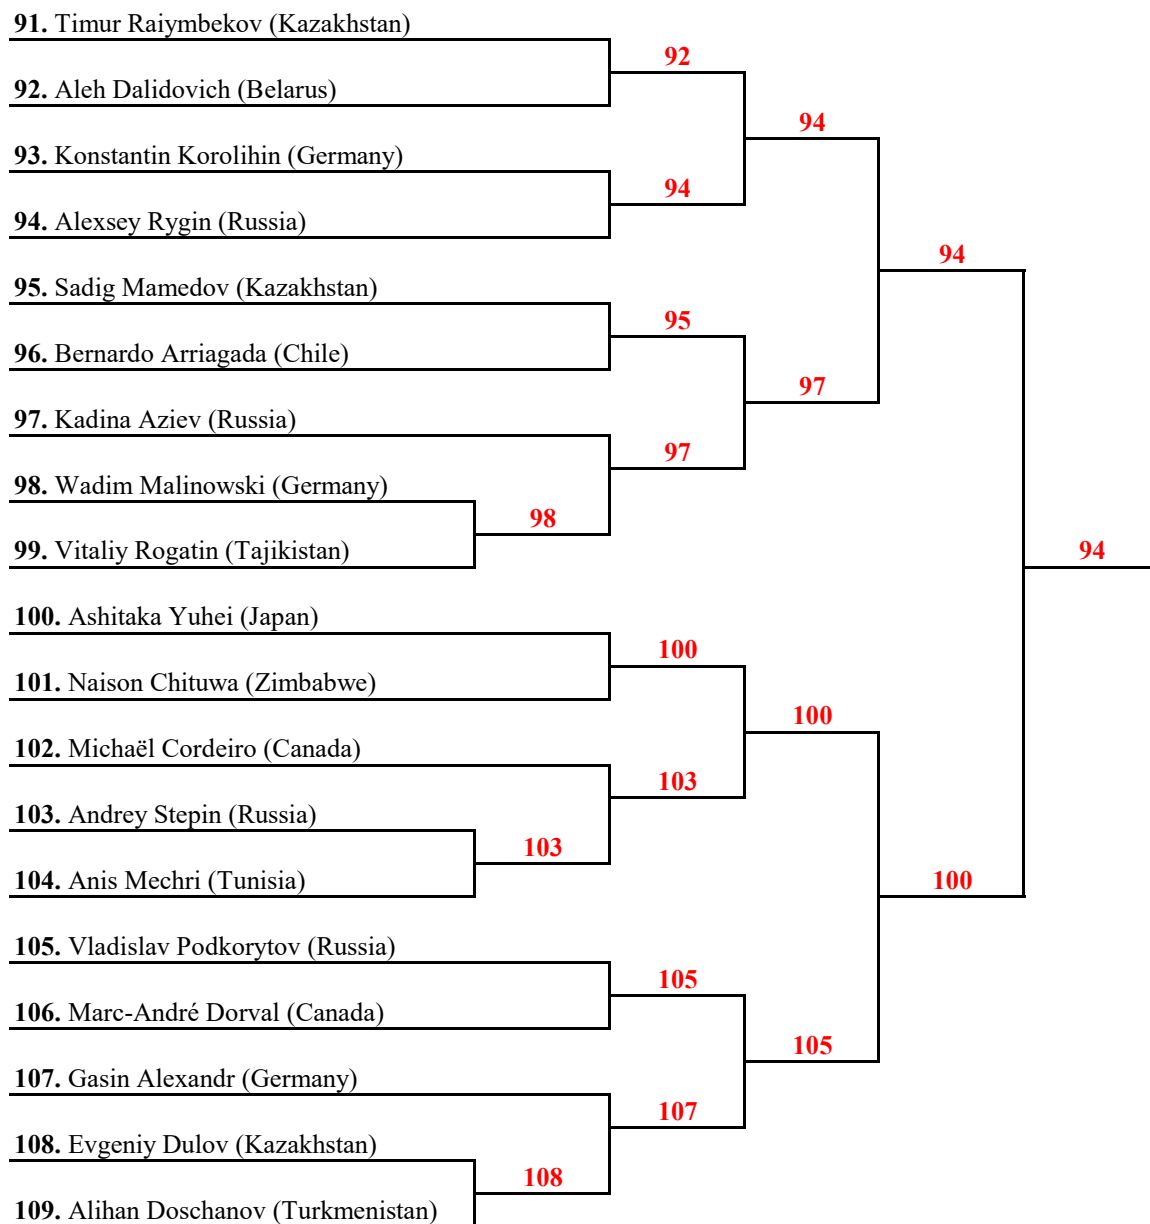 91. Timur Raiymbekov (Kazakhstan)
92
92. Aleh Dalidovich (Belarus)
94
93. Konstantin Korolihin (Germany)
94
94. Alexsey Rygin (Russia)
94
95. Sadig Mamedov (Kazakhstan)
95
96. Bernardo Arriagada (Chile)
97
97. Kadina Aziev (Russia)
97
98. Wadim Malinowski (Germany)
98
99. Vitaliy Rogatin (Tajikistan)
94
100. Ashitaka Yuhei (Japan)
100
101. Naison Chituwa (Zimbabwe)
100
102. Michaël Cordeiro (Canada)
103
103. Andrey Stepin (Russia)
103
104. Anis Mechri (Tunisia)
100
105. Vladislav Podkorytov (Russia)
105
106. Marc-André Dorval (Canada)
105
107. Gasin Alexandr (Germany)
107
108. Evgeniy Dulov (Kazakhstan)
108
109. Alihan Doschanov (Turkmenistan)